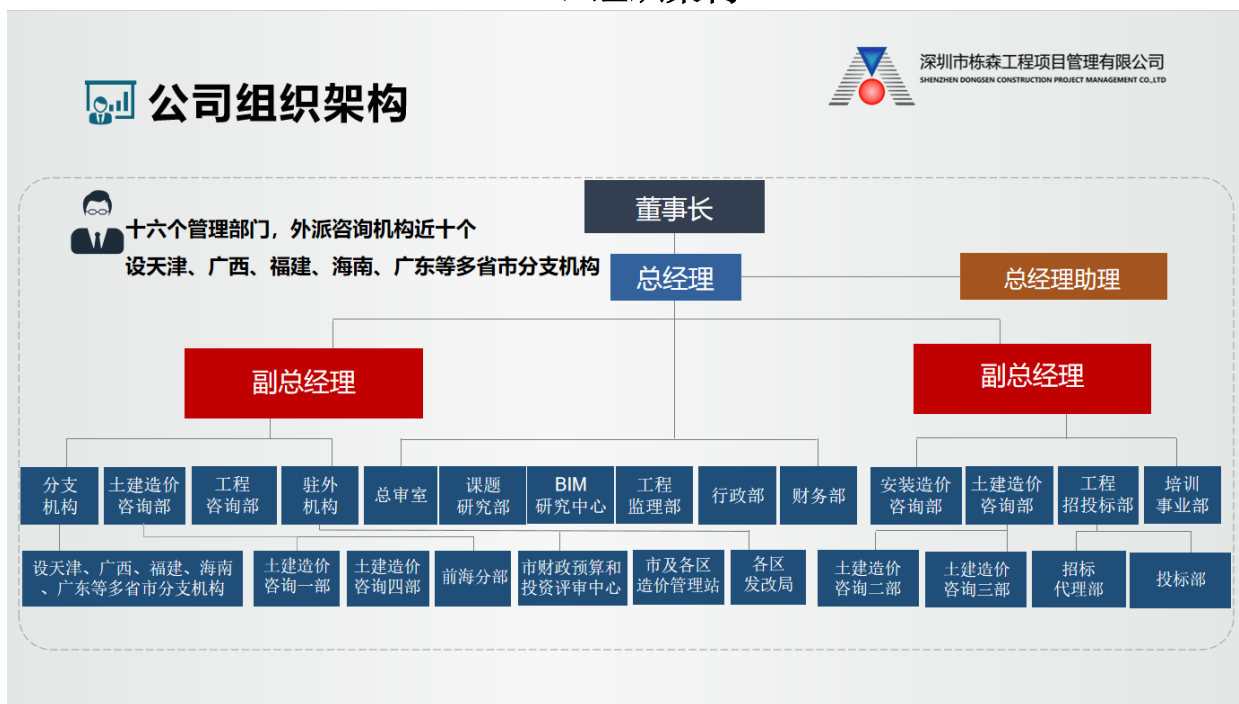 深圳市栋森工程项目管理有限公司
SHENZHEN DONGSEN CONSTRUCTION PROJECT MANAGEMENT CO.,LTD
公司组织架构
十六个管理部门，外派咨询机构近十个
设天津、广西、福建、海南、广东等多省市分支机构
董事长
总经理
总经理助理
副总经理
副总经理
分支
机构
土建造价
咨询部
工程
咨询部
驻外
机构
总审室
课题
研究部
BIM
研究中心
工程
监理部
行政部
财务部
安装造价
咨询部
土建造价
咨询部
工程
招投标部
培训
事业部
设天津、广西、福建、海南
、广东等多省市分支机构
土建造价
咨询一部
土建造价
咨询四部
前海分部
市财政预算和
投资评审中心
市及各区
造价管理站
各区
发改局
土建造价
咨询二部
土建造价
咨询三部
招标
代理部
投标部